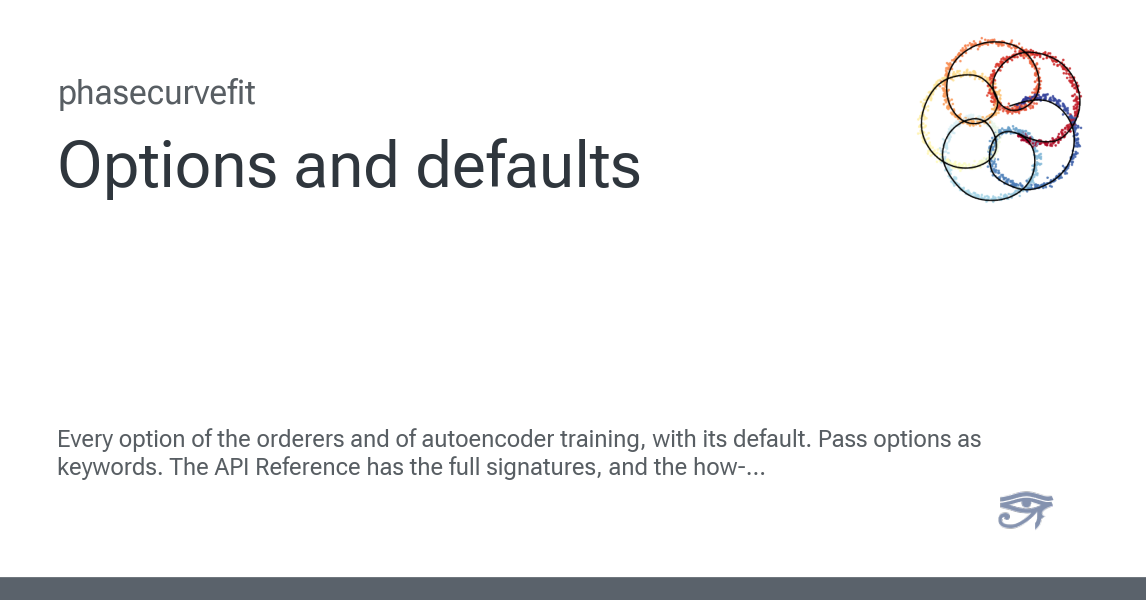 phasecurvefit
Options and defaults
Every option of the orderers and of autoencoder training, with its default. Pass options as
keywords. The API Reference has the full signatures, and the how-...